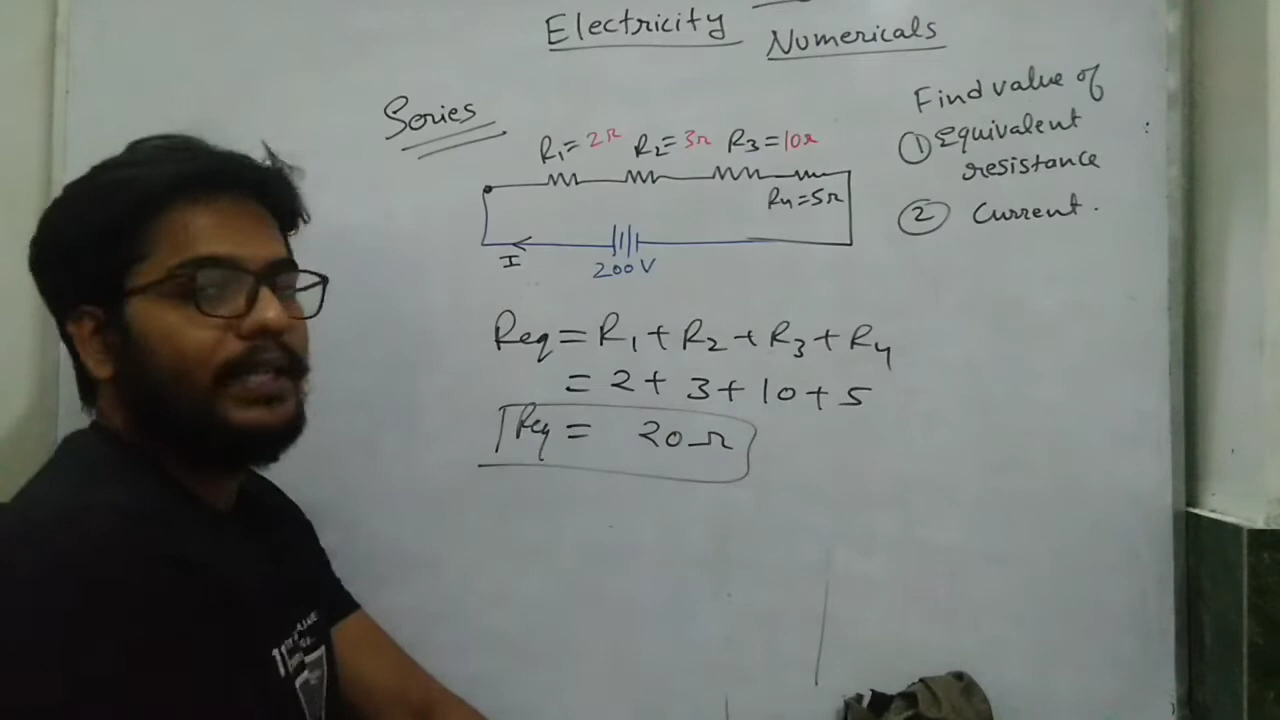 Electricity Numericals
Series
R1=2Ω R2=3Ω R3=10Ω
R4=5Ω
I
200V
Find value of
① Equivalent
resistance
② Current.
Req=R1+R2+R3+R4
=2+3+10+5
Req= 20Ω